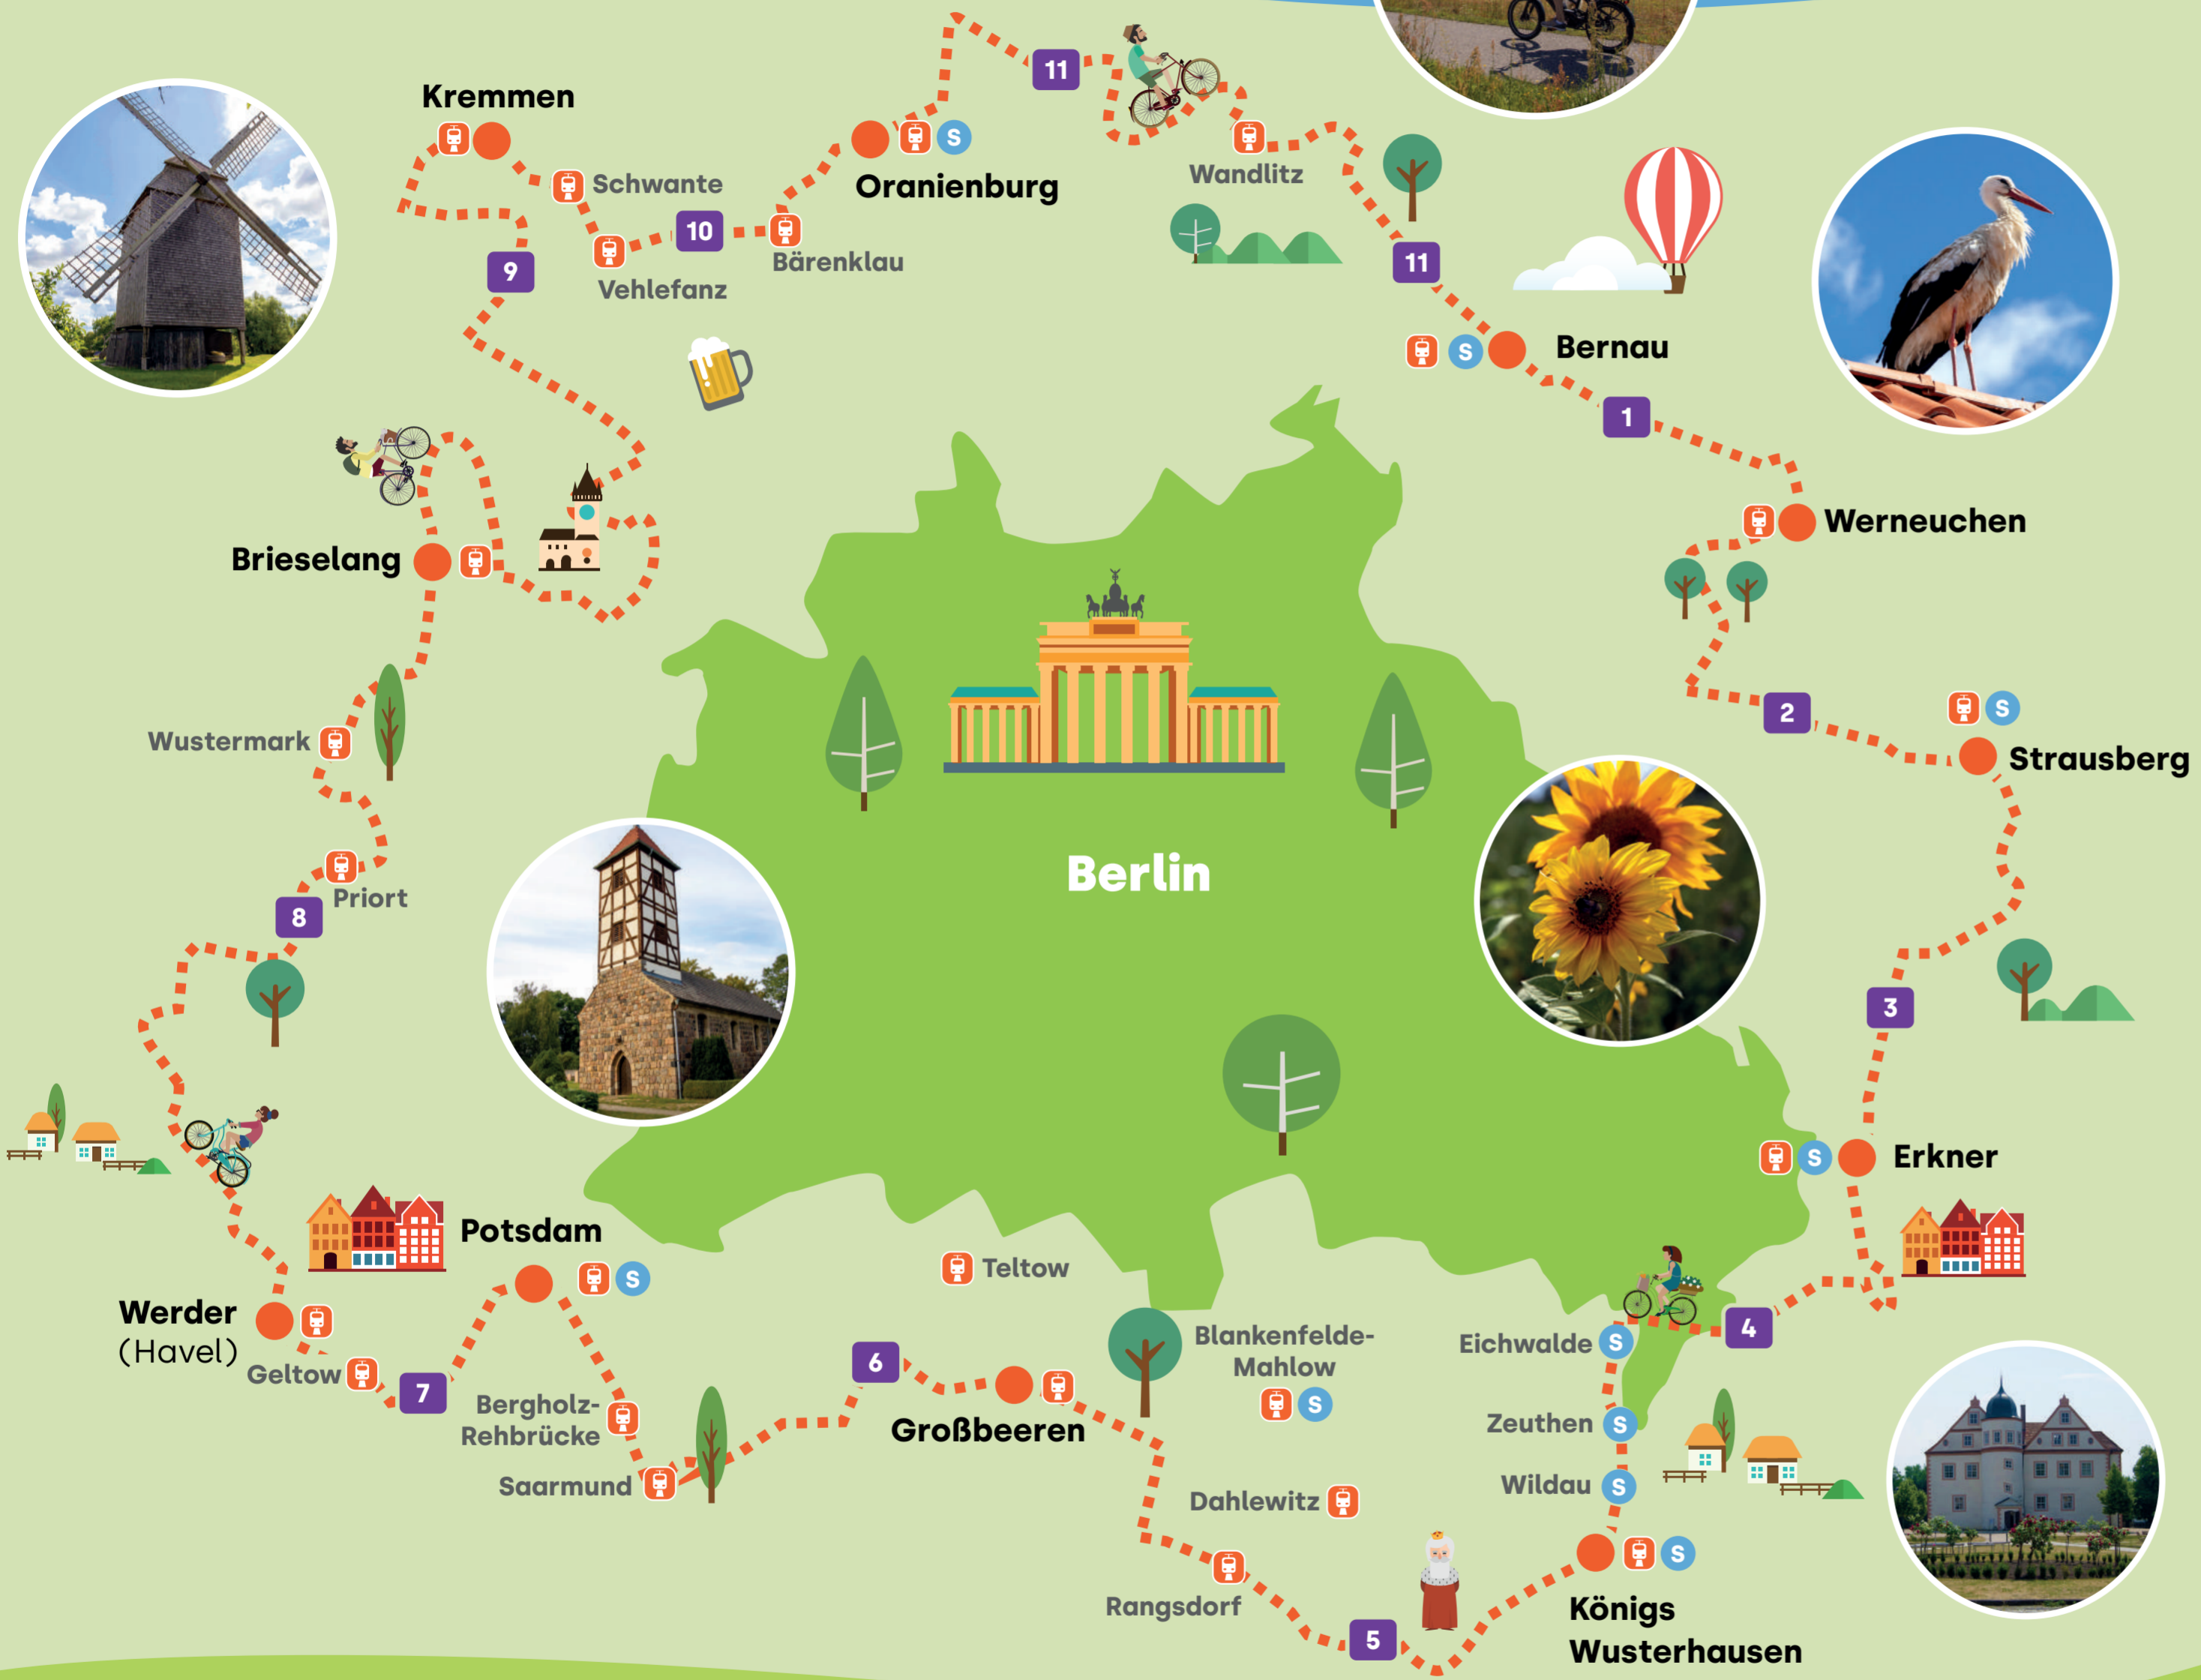 11
Kremmen
S
Oranienburg
Schwante
10
Bärenklau
9
Vehlefanz
Wandlitz
11
S
Bernau
1
Werneuchen
Brieselang
2
S
Strausberg
Wustermark
Priort
8
Berlin
3
S
Erkner
Potsdam
S
Werder
(Havel)
Geltow
7
Bergholz-
Rehbrücke
Saarmund
Teltow
6
Großbeeren
Blankenfelde-
Mahlow
S
Dahlewitz
Rangsdorf
5
4
Eichwalde S
Zeuthen S
Wildau S
S
Königs
Wusterhausen